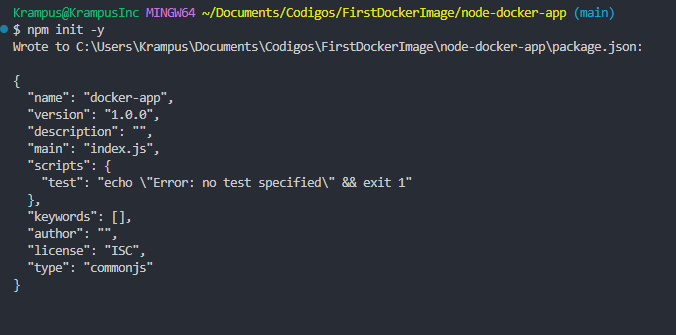 Krampus@KrampusInc MINGW64 ~/Documents/Codigos/FirstDockerImage/node-docker-app (main)
$ npm init -y
Wrote to C:\Users\Krampus\Documents\Codigos\FirstDockerImage\node-docker-app\package.json:

{
  "name": "docker-app",
  "version": "1.0.0",
  "description": "",
  "main": "index.js",
  "scripts": {
    "test": "echo \"Error: no test specified\" && exit 1"
  },
  "keywords": [],
  "author": "",
  "license": "ISC",
  "type": "commonjs"
}